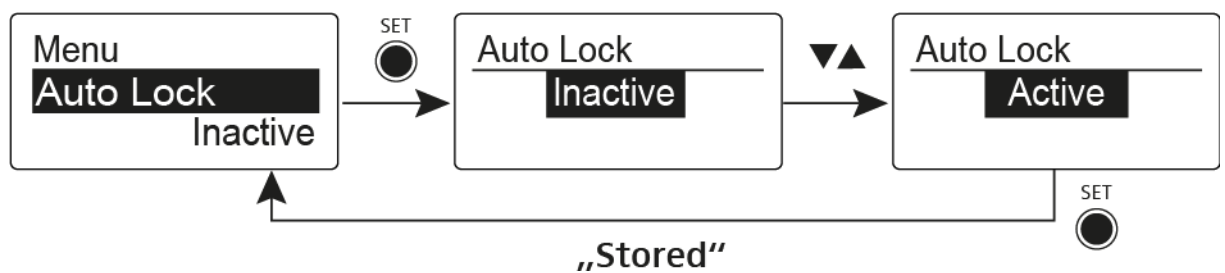 Menu
Auto Lock
Inactive
SET
Auto Lock
Inactive
Auto Lock
Active
SET
„Stored“